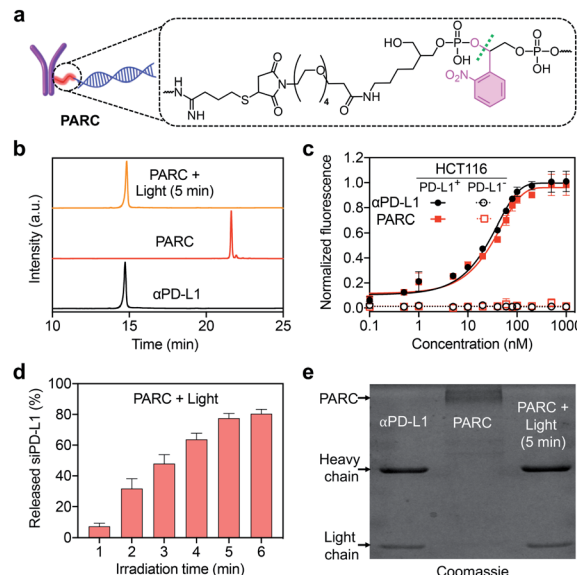 a
PARC
HO
O
O
P
O
OH
O
O
P
O
OH
O₂N
N
H
NH
S
O
N
O
O
4
O
N
H
b
PARC +
Light (5 min)
PARC
αPD-L1
Intensity (a.u.)
10 15 20 25
Time (min)
c
HCT116
PD-L1⁺ PD-L1⁻
αPD-L1
PARC
Normalized fluorescence
1.2
1.0
0.8
0.6
0.4
0.2
0.0
0.1 1 10 100 1000
Concentration (nM)
d
PARC + Light
Released siPD-L1 (%)
100
80
60
40
20
0
1 2 3 4 5 6
Irradiation time (min)
e
PARC
Heavy
chain
Light
chain
αPD-L1
PARC
PARC +
Light
(5 min)
Coomassie